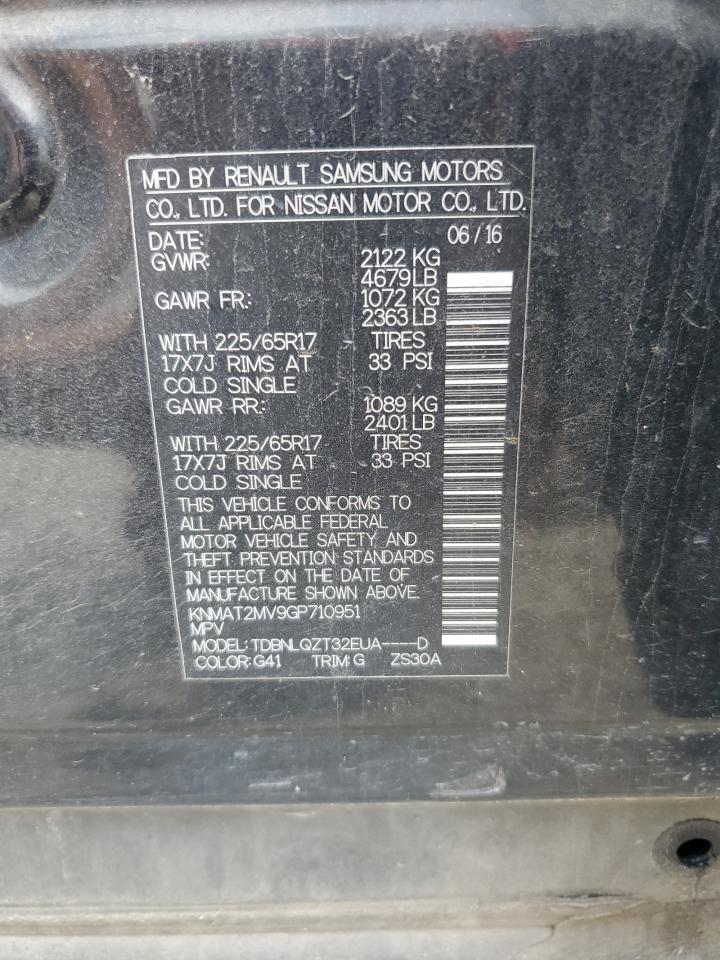 MFD BY RENAULT SAMSUNG MOTORS
CO., LTD. FOR NISSAN MOTOR CO., LTD.
DATE: 06/16
GVWR: 2122 KG
4679 LB
GAWR FR: 1072 KG
2363 LB
WITH 225/65R17 TIRES
17X7J RIMS AT 33 PSI
COLD SINGLE
GAWR RR: 1089 KG
2401 LB
WITH 225/65R17 TIRES
17X7J RIMS AT 33 PSI
COLD SINGLE
THIS VEHICLE CONFORMS TO
ALL APPLICABLE FEDERAL
MOTOR VEHICLE SAFETY AND
THEFT PREVENTION STANDARDS
IN EFFECT ON THE DATE OF
MANUFACTURE SHOWN ABOVE.
KNMAT2MV9GP710951
MPV
MODEL: TDBNLQZT32EUA----D
COLOR: G41 TRIM: G ZS30A